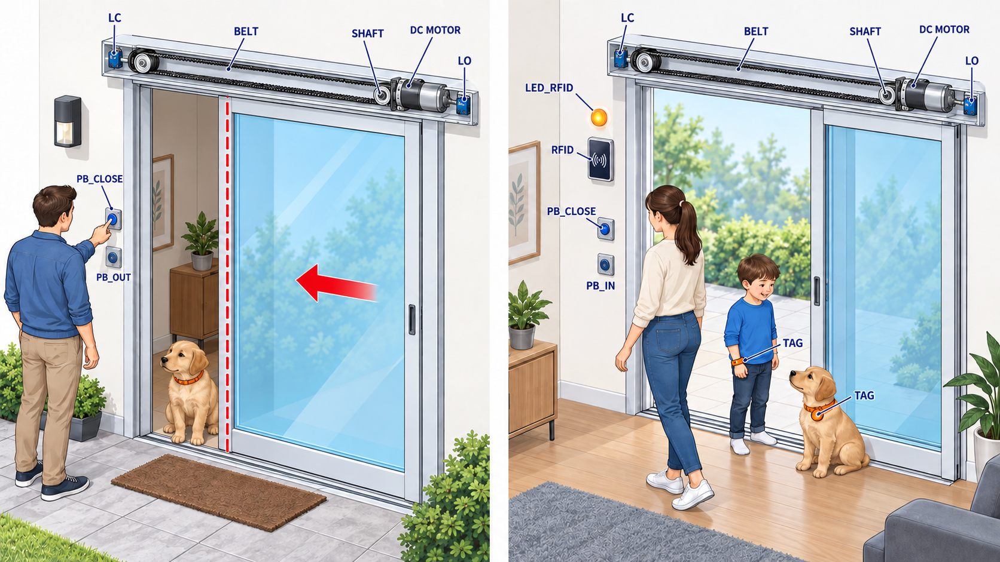 LC
BELT
SHAFT
DC MOTOR
LO
PB_CLOSE
PB_OUT
LC
BELT
SHAFT
DC MOTOR
LO
LED_RFID
RFID
PB_CLOSE
PB_IN
TAG
TAG